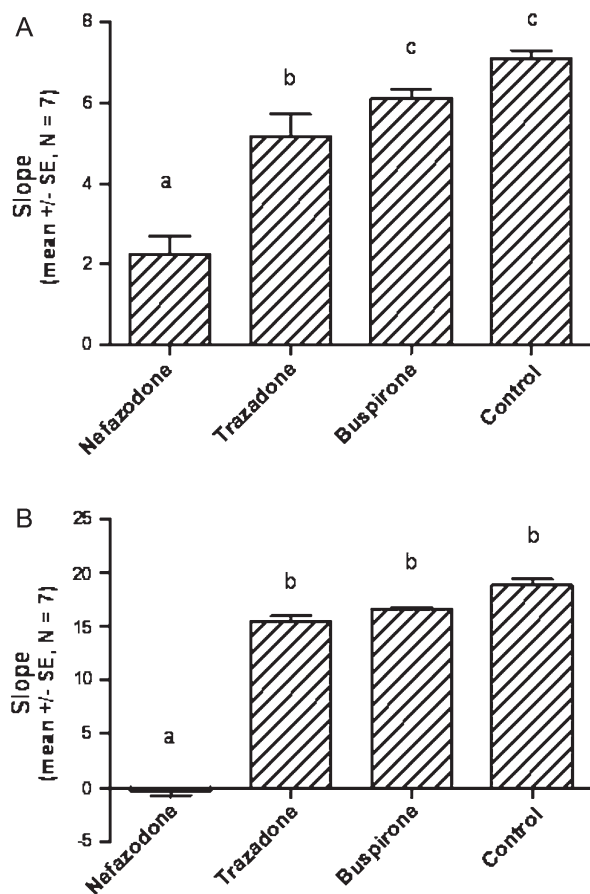 A
8
6
4
2
0
Slope
(mean +/- SE, N = 7)
a
b
c
c
Nefazodone
Trazadone
Buspirone
Control
B
25
20
15
10
5
0
-5
Slope
(mean +/- SE, N = 7)
a
b
b
b
Nefazodone
Trazadone
Buspirone
Control